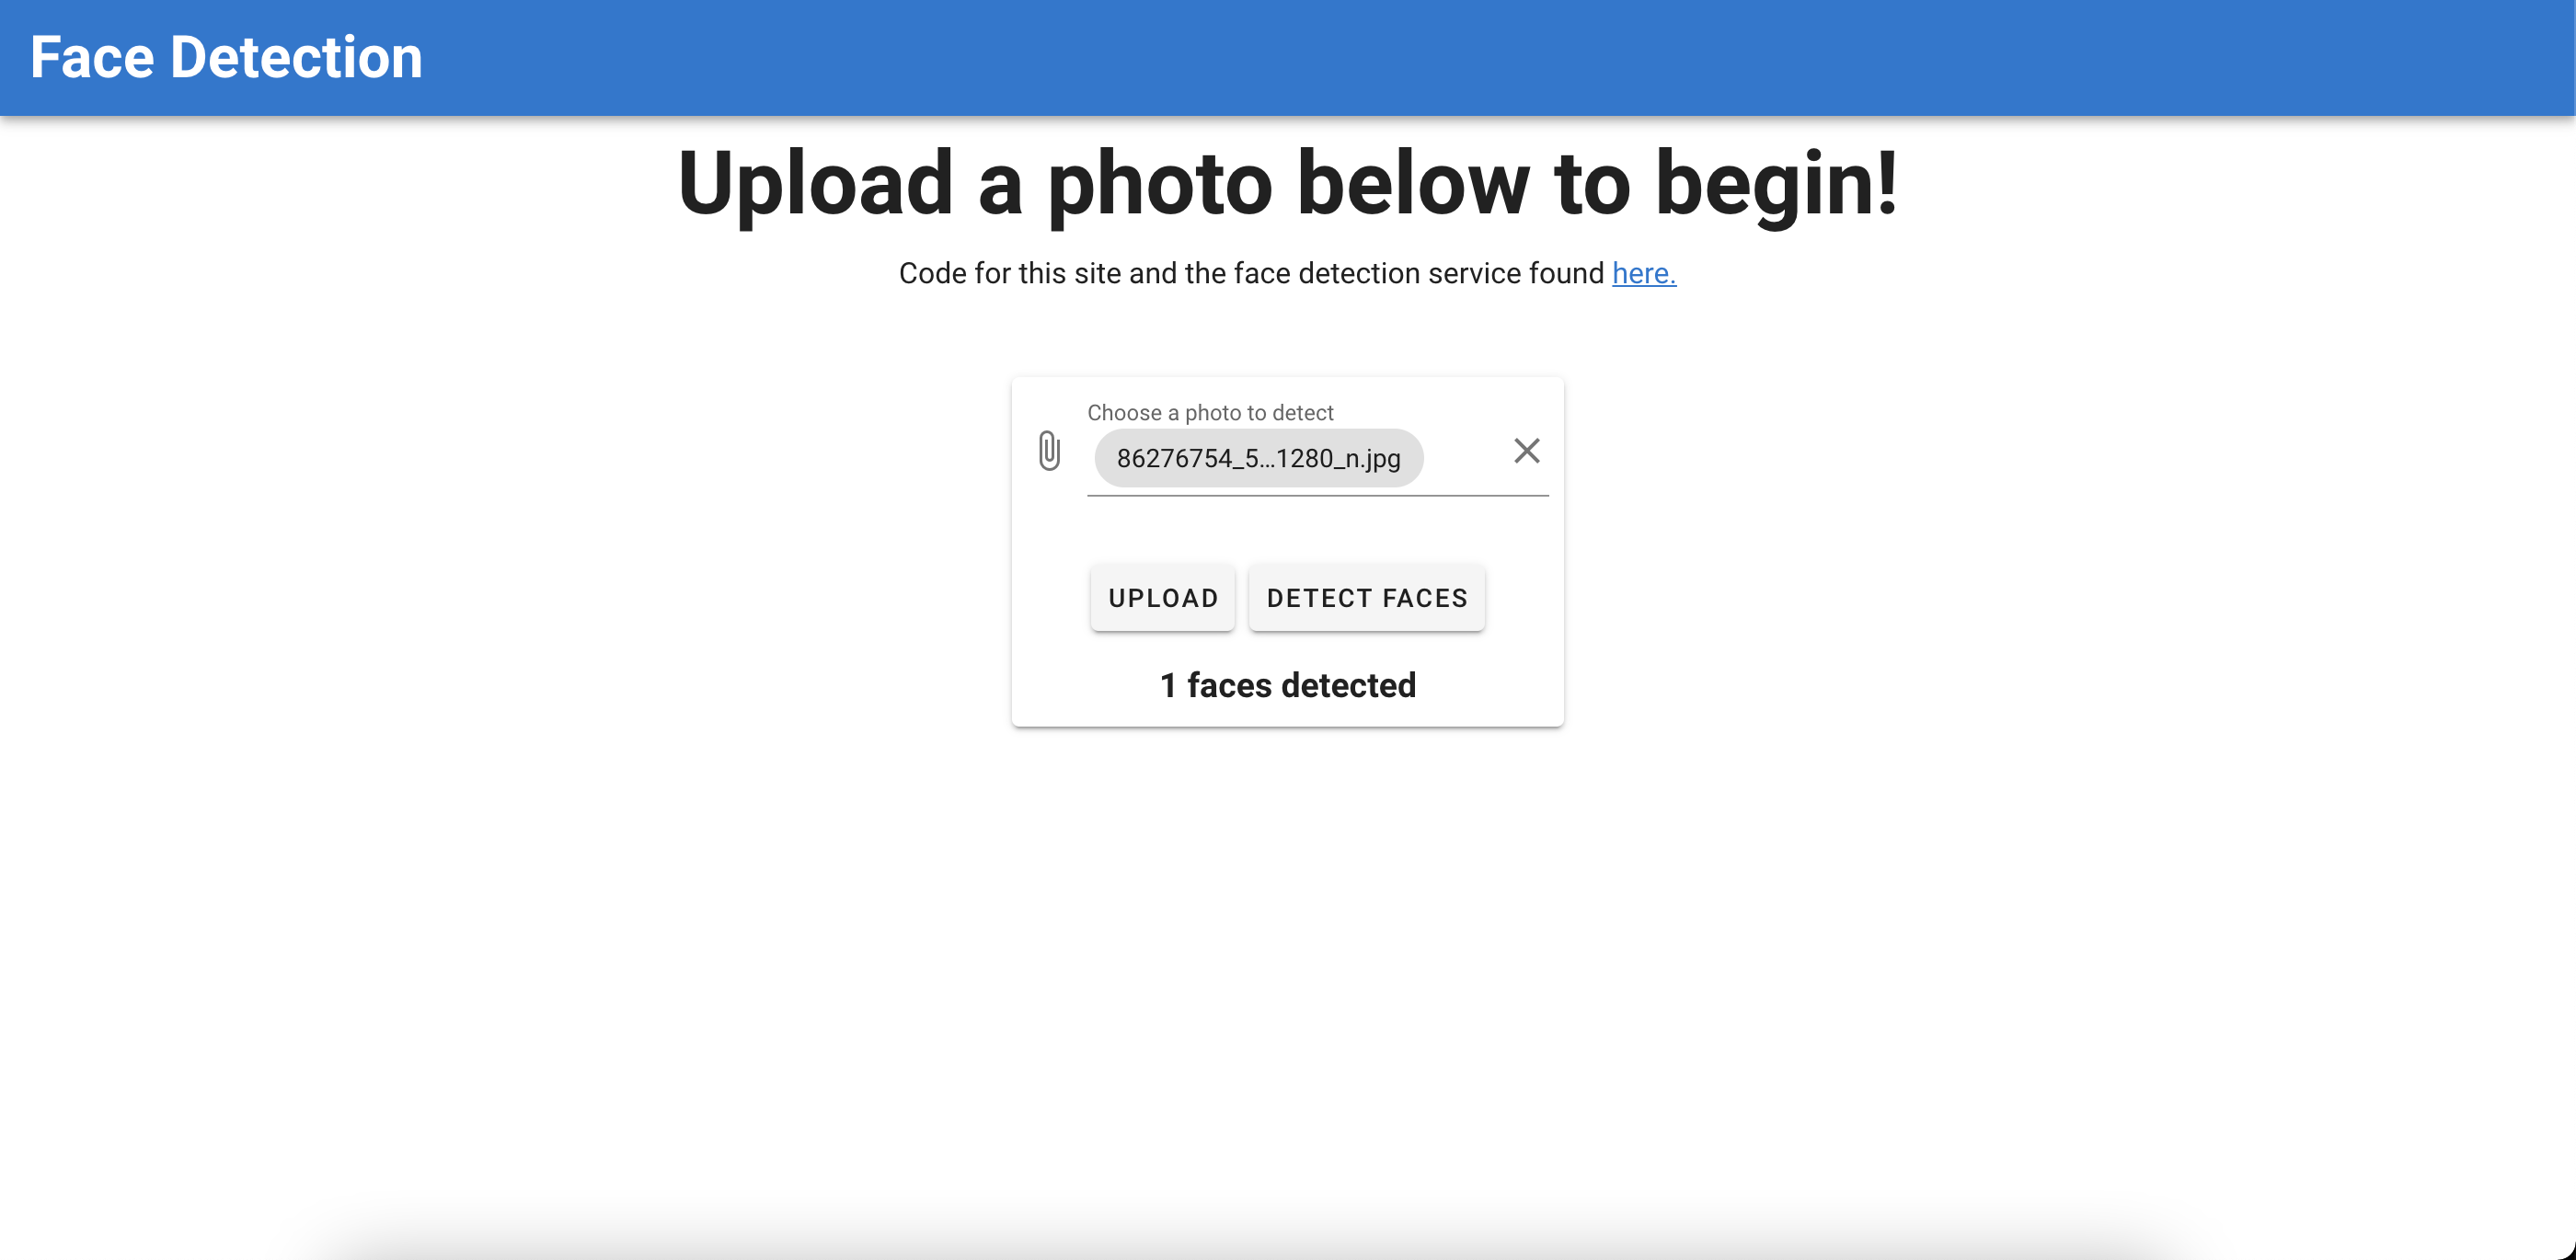 Face Detection
Upload a photo below to begin!
Code for this site and the face detection service found here.
Choose a photo to detect
86276754_5...1280_n.jpg
UPLOAD DETECT FACES
1 faces detected